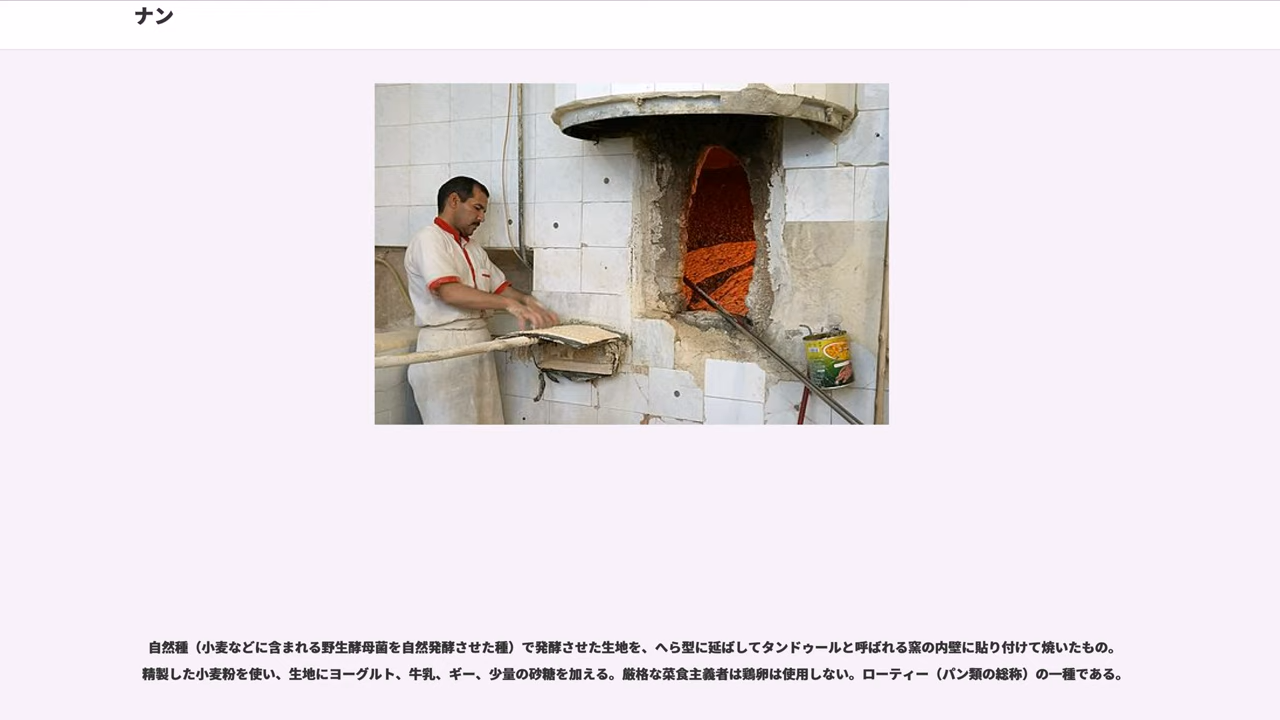 ナン
自然種（小麦などに含まれる野生酵母菌を自然発酵させた種）で発酵させた生地を、へら型に延ばしてタンドゥールと呼ばれる窯の内壁に貼り付けて焼いたもの。
精製した小麦粉を使い、生地にヨーグルト、牛乳、ギー、少量の砂糖を加える。厳格な菜食主義者は鶏卵は使用しない。ローティー（パン類の総称）の一種である。